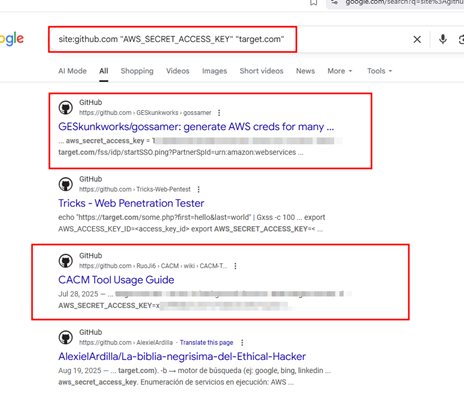 google.com/search?q=site%3Agithu
ogle
site:github.com "AWS_SECRET_ACCESS_KEY" "target.com"
AI Mode All Shopping Videos Images Short videos News More Tools
GitHub
https://github.com › GESkunkworks › gossamer
GESkunkworks/gossamer: generate AWS creds for many ...
... aws_secret_access_key =
target.com/fss/idp/startSSO.ping?PartnerSpId=urn:amazon:webservices ...
GitHub
https://github.com › Tricks-Web-Pentest
Tricks - Web Penetration Tester
echo "https://target.com/some.php?first=hello&last=world" | Gxss -c 100 ... export
AWS_ACCESS_KEY_ID=<access_key_id> export AWS_SECRET_ACCESS_KEY=< ...
GitHub
https://github.com › RuoJi6 › CACM › wiki › CACM-T...
CACM Tool Usage Guide
Jul 28, 2025 — ...
AWS_SECRET_ACCESS_KEY=x
GitHub
https://github.com › AlexielArdilla · Translate this page
AlexielArdilla/La-biblia-negrisima-del-Ethical-Hacker
Aug 19, 2025 — ... target.com). -b → motor de búsqueda (ej: google, bing, linkedin ...
aws_secret_access_key. Enumeración de servicios en ejecución: AWS ...